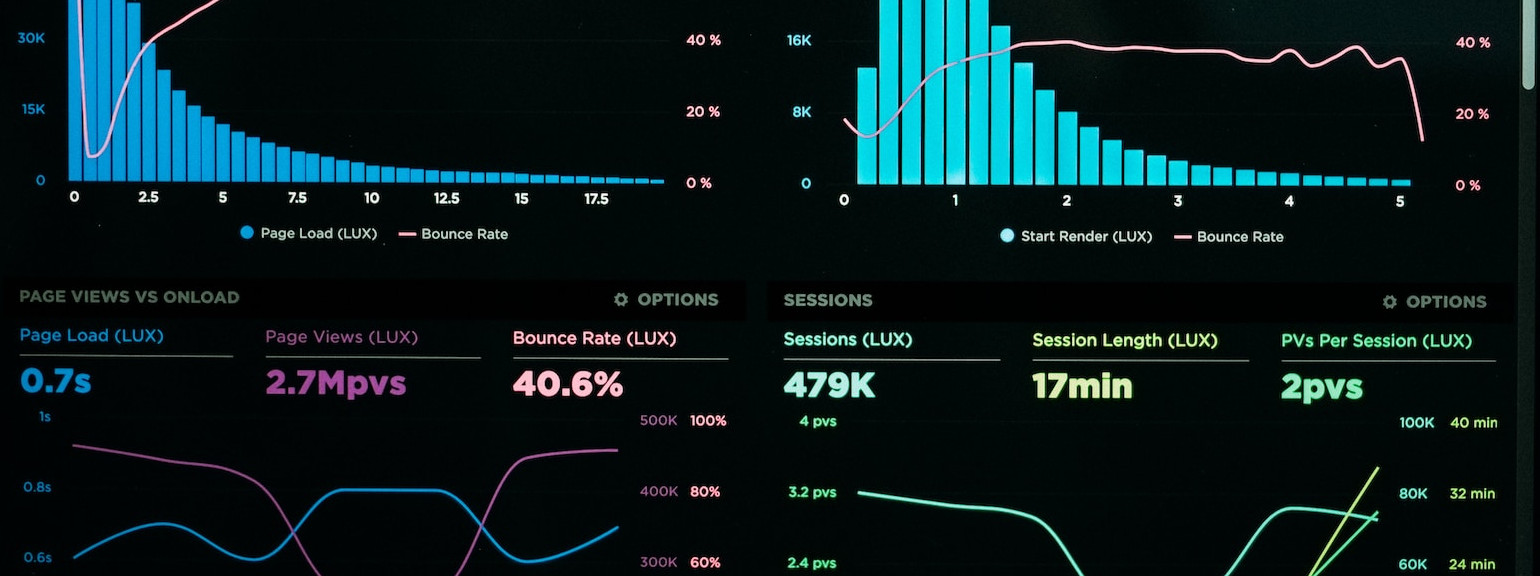 30K
15K
0
40 %
20 %
0 %
0 2.5 5 7.5 10 12.5 15 17.5
Page Load (LUX) Bounce Rate
16K
8K
0
40 %
20 %
0 %
0 1 2 3 4 5
Start Render (LUX) Bounce Rate
PAGE VIEWS VS ONLOAD OPTIONS
Page Load (LUX) Page Views (LUX) Bounce Rate (LUX)
0.7s 2.7Mpvs 40.6%
1s 500K 100%
0.8s 400K 80%
0.6s 300K 60%
SESSIONS OPTIONS
Sessions (LUX) Session Length (LUX) PVs Per Session (LUX)
479K 17min 2pvs
4 pvs 100K 40 min
3.2 pvs 80K 32 min
2.4 pvs 60K 24 min